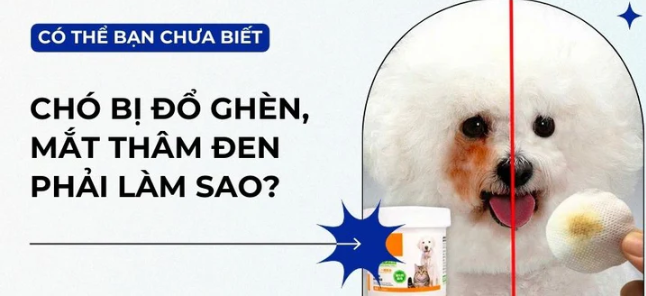 CÓ THỂ BẠN CHƯA BIẾT
CHÓ BỊ ĐỔ GHÈN,
MẮT THÂM ĐEN
PHẢI LÀM SAO?